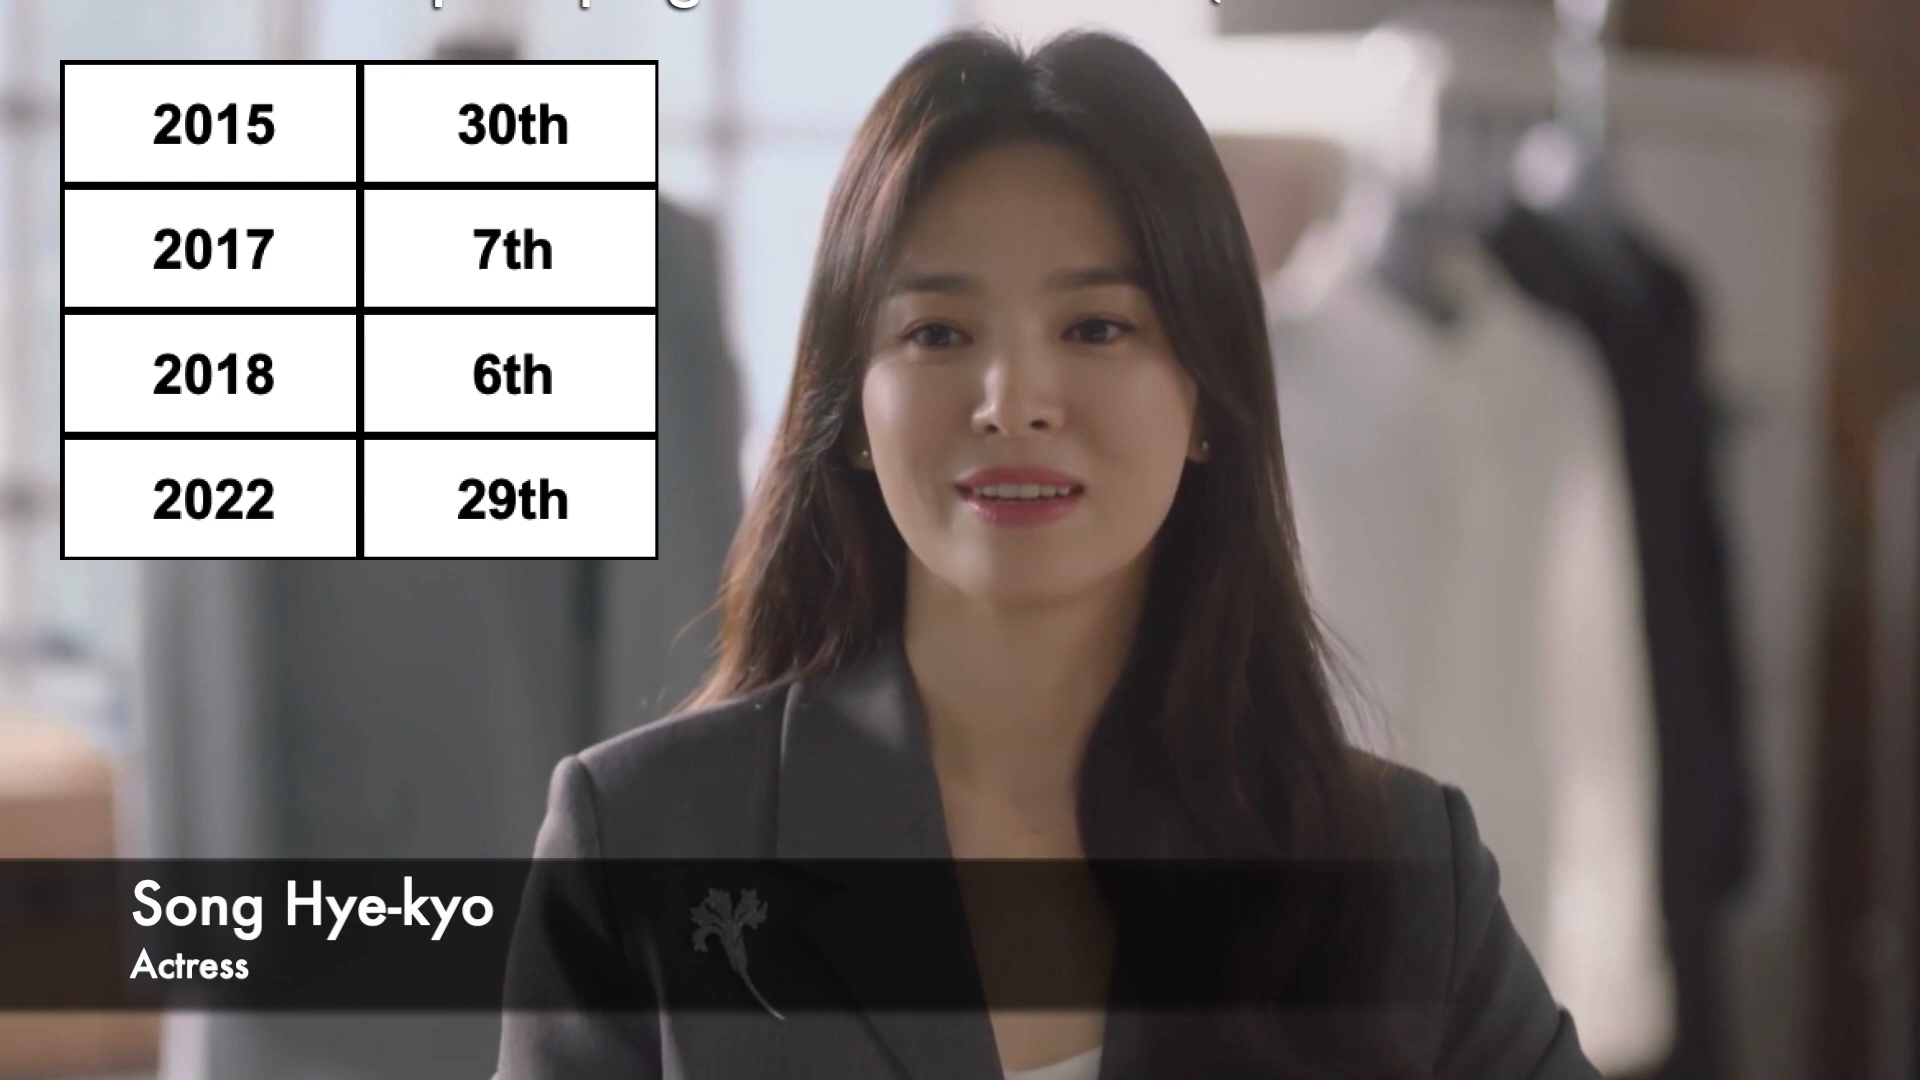 2015 30th
2017 7th
2018 6th
2022 29th
Song Hye-kyo
Actress